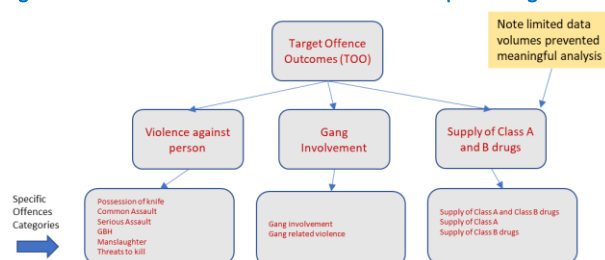 Target Offence
Outcomes (TOO)
Note limited data
volumes prevented
meaningful analysis
Violence against
person
Gang
Involvement
Supply of Class A
and B drugs
Specific
Offences
Categories
Possession of knife
Common Assault
Serious Assault
GBH
Manslaughter
Threats to kill
Gang involvement
Gang related violence
Supply of Class A and Class B drugs
Supply of Class A
Supply of Class B drugs